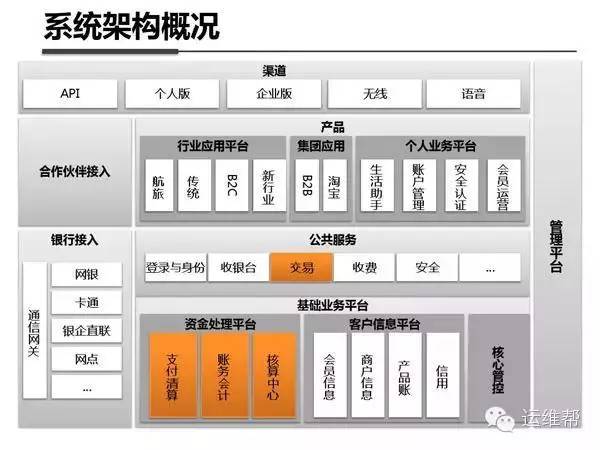 系统架构概况
渠道
API
个人版
企业版
无线
语音
管理平台
合作伙伴接入
产品
行业应用平台
航旅
传统
B2C
新行业
集团应用
B2B
淘宝
个人业务平台
生活助手
账户管理
安全认证
会员运营
银行接入
通信网关
网银
卡通
银企直联
网点
...
公共服务
登录与身份
收银台
交易
收费
安全
...
基础业务平台
资金处理平台
支付清算
账务会计
核算中心
客户信息平台
会员信息
商户信息
产品账
信用
核心管控
运维帮